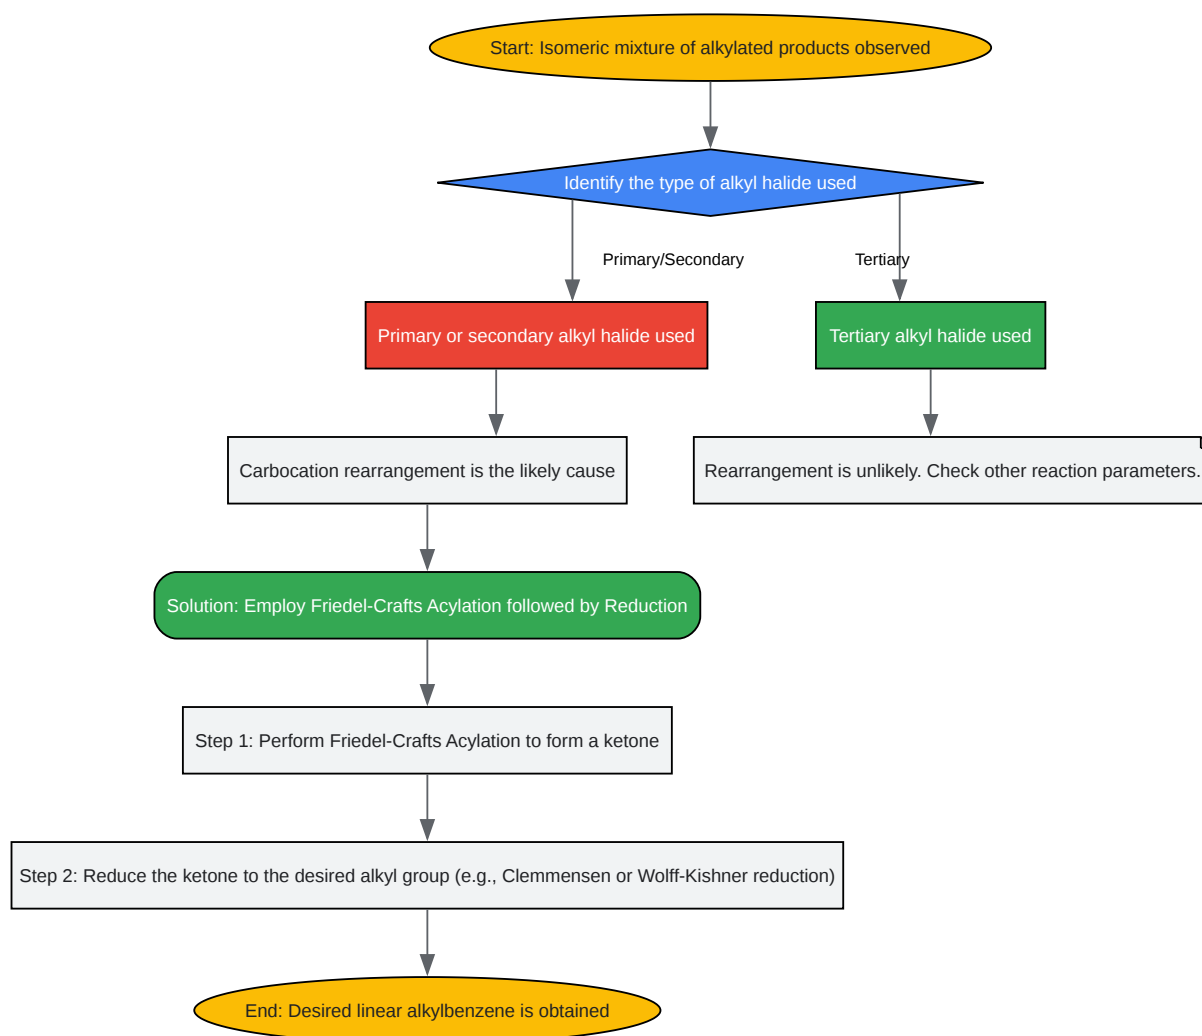 Start: Isomeric mixture of alkylated products observed
Identify the type of alkyl halide used
Primary/Secondary
Tertiary
Primary or secondary alkyl halide used
Tertiary alkyl halide used
Carbocation rearrangement is the likely cause
Rearrangement is unlikely. Check other reaction parameters.
Solution: Employ Friedel-Crafts Acylation followed by Reduction
Step 1: Perform Friedel-Crafts Acylation to form a ketone
Step 2: Reduce the ketone to the desired alkyl group (e.g., Clemmensen or Wolff-Kishner reduction)
End: Desired linear alkylbenzene is obtained